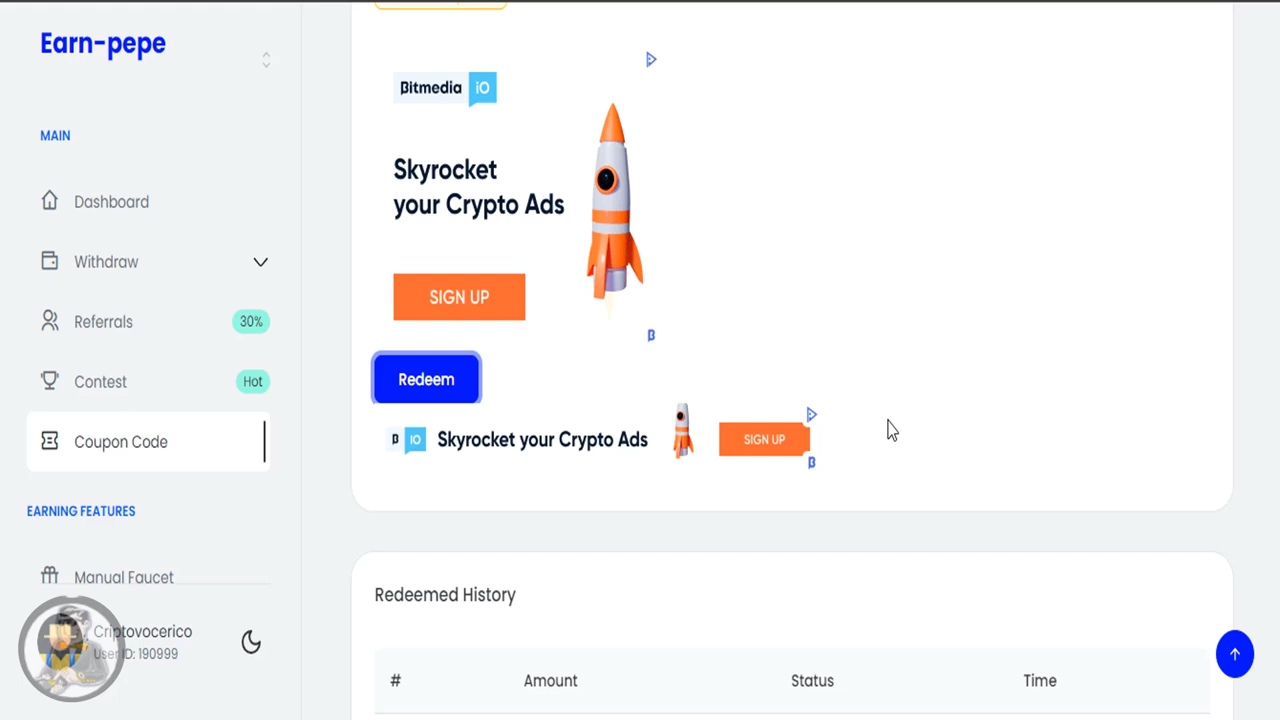 Earn-pepe
MAIN
Dashboard
Withdraw
Referrals 30%
Contest Hot
Coupon Code
EARNING FEATURES
Manual Faucet
Criptovocerico
User ID: 190999
Bitmedia iO
Skyrocket
your Crypto Ads
SIGN UP
Redeem
B IO Skyrocket your Crypto Ads SIGN UP
Redeemed History
# Amount Status Time